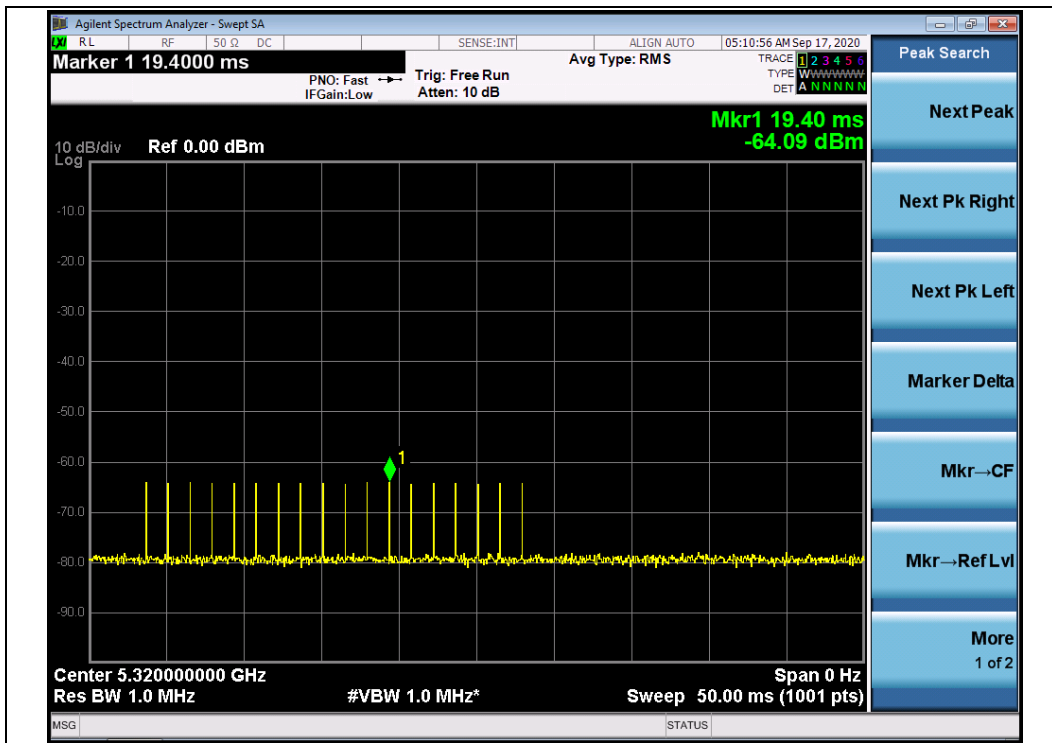 Agilent Spectrum Analyzer - Swept SA
LXI RL RF 50 Ω DC SENSE:INT ALIGN AUTO 05:10:56 AM Sep 17, 2020
Marker 1 19.4000 ms
PNO: Fast
IFGain:Low
Trig: Free Run
Atten: 10 dB
Avg Type: RMS
TRACE 1 2 3 4 5 6
TYPE WWWWWW
DET A N N N N N
Mkr1 19.40 ms
-64.09 dBm
10 dB/div
Log
Ref 0.00 dBm
-10.0
-20.0
-30.0
-40.0
-50.0
-60.0
-70.0
-80.0
-90.0
1
Center 5.320000000 GHz
Span 0 Hz
Res BW 1.0 MHz
#VBW 1.0 MHz*
Sweep 50.00 ms (1001 pts)
MSG
STATUS
Peak Search
Next Peak
Next Pk Right
Next Pk Left
Marker Delta
Mkr→CF
Mkr→Ref Lvl
More
1 of 2